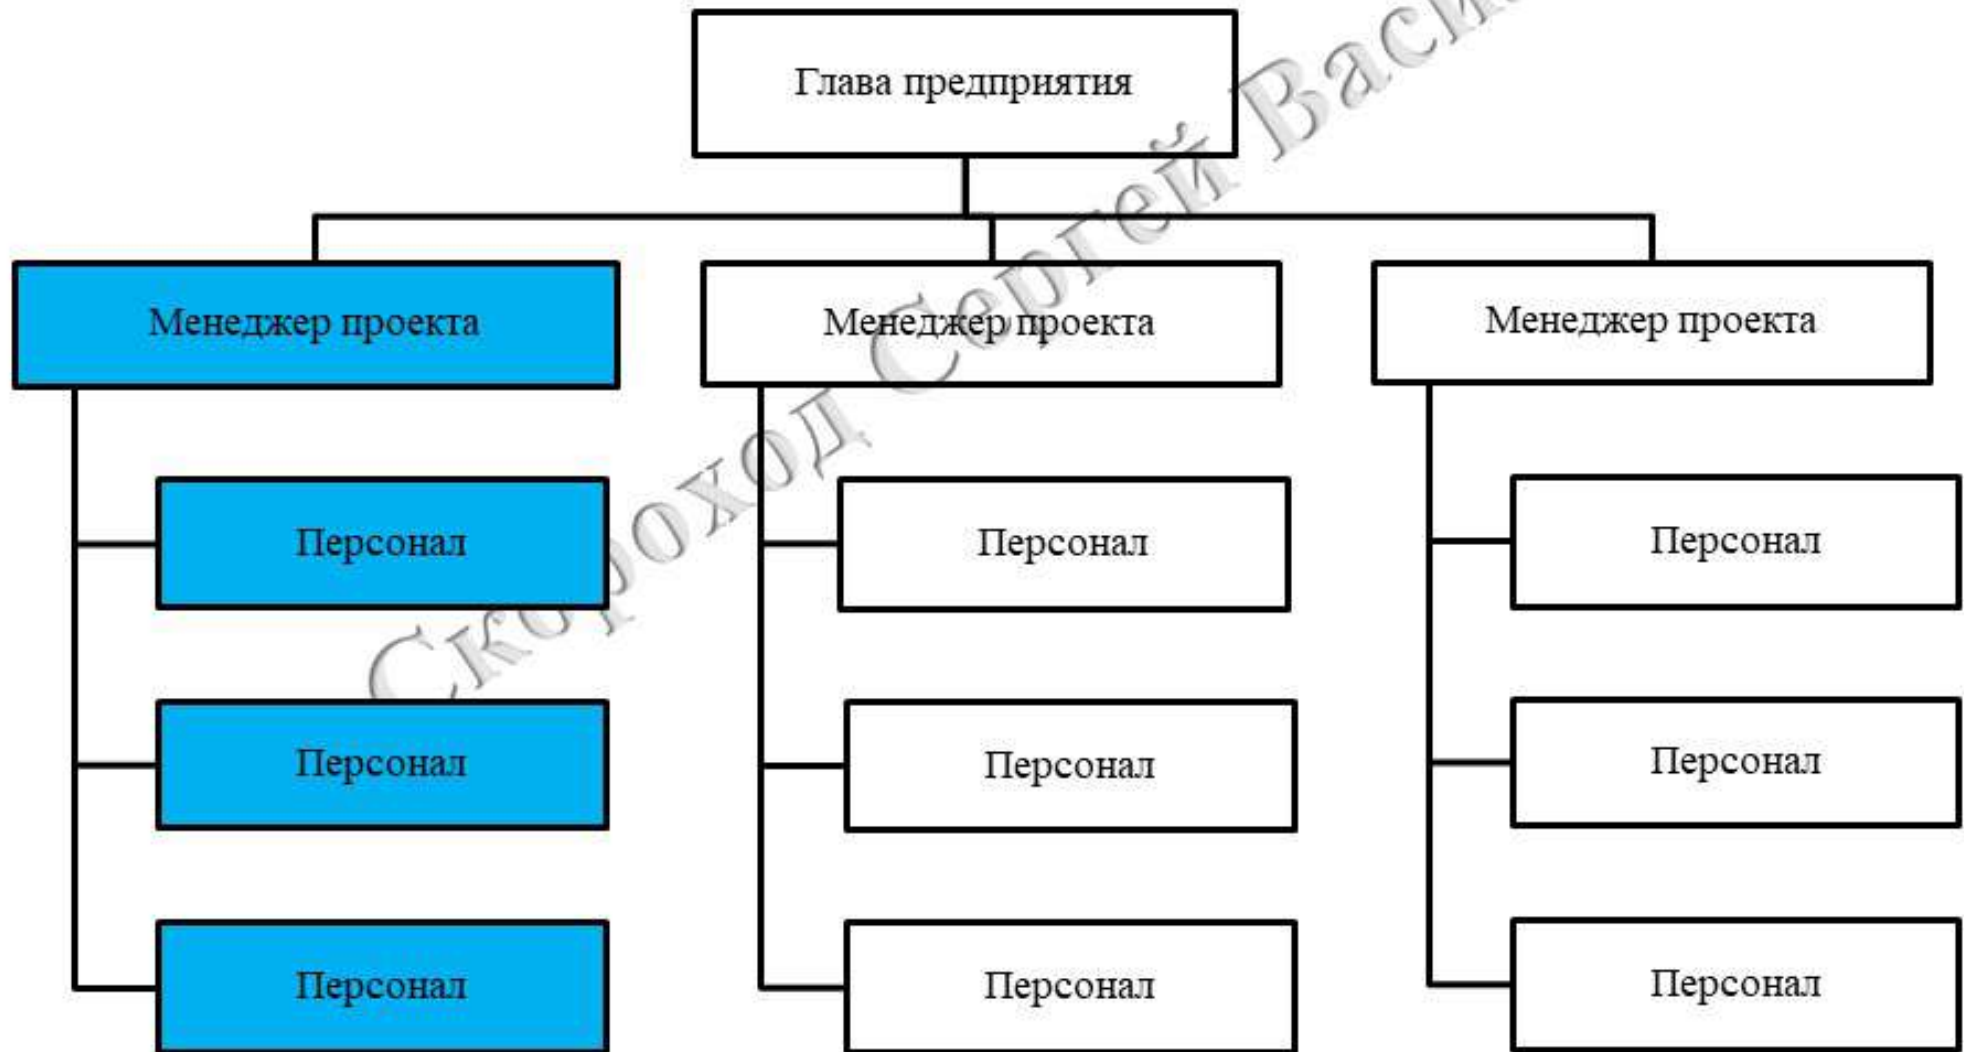 Глава предприятия
Менеджер проекта
Менеджер проекта
Менеджер проекта
Персонал
Персонал
Персонал
Персонал
Персонал
Персонал
Персонал
Персонал
Персонал
Скороход Сергей